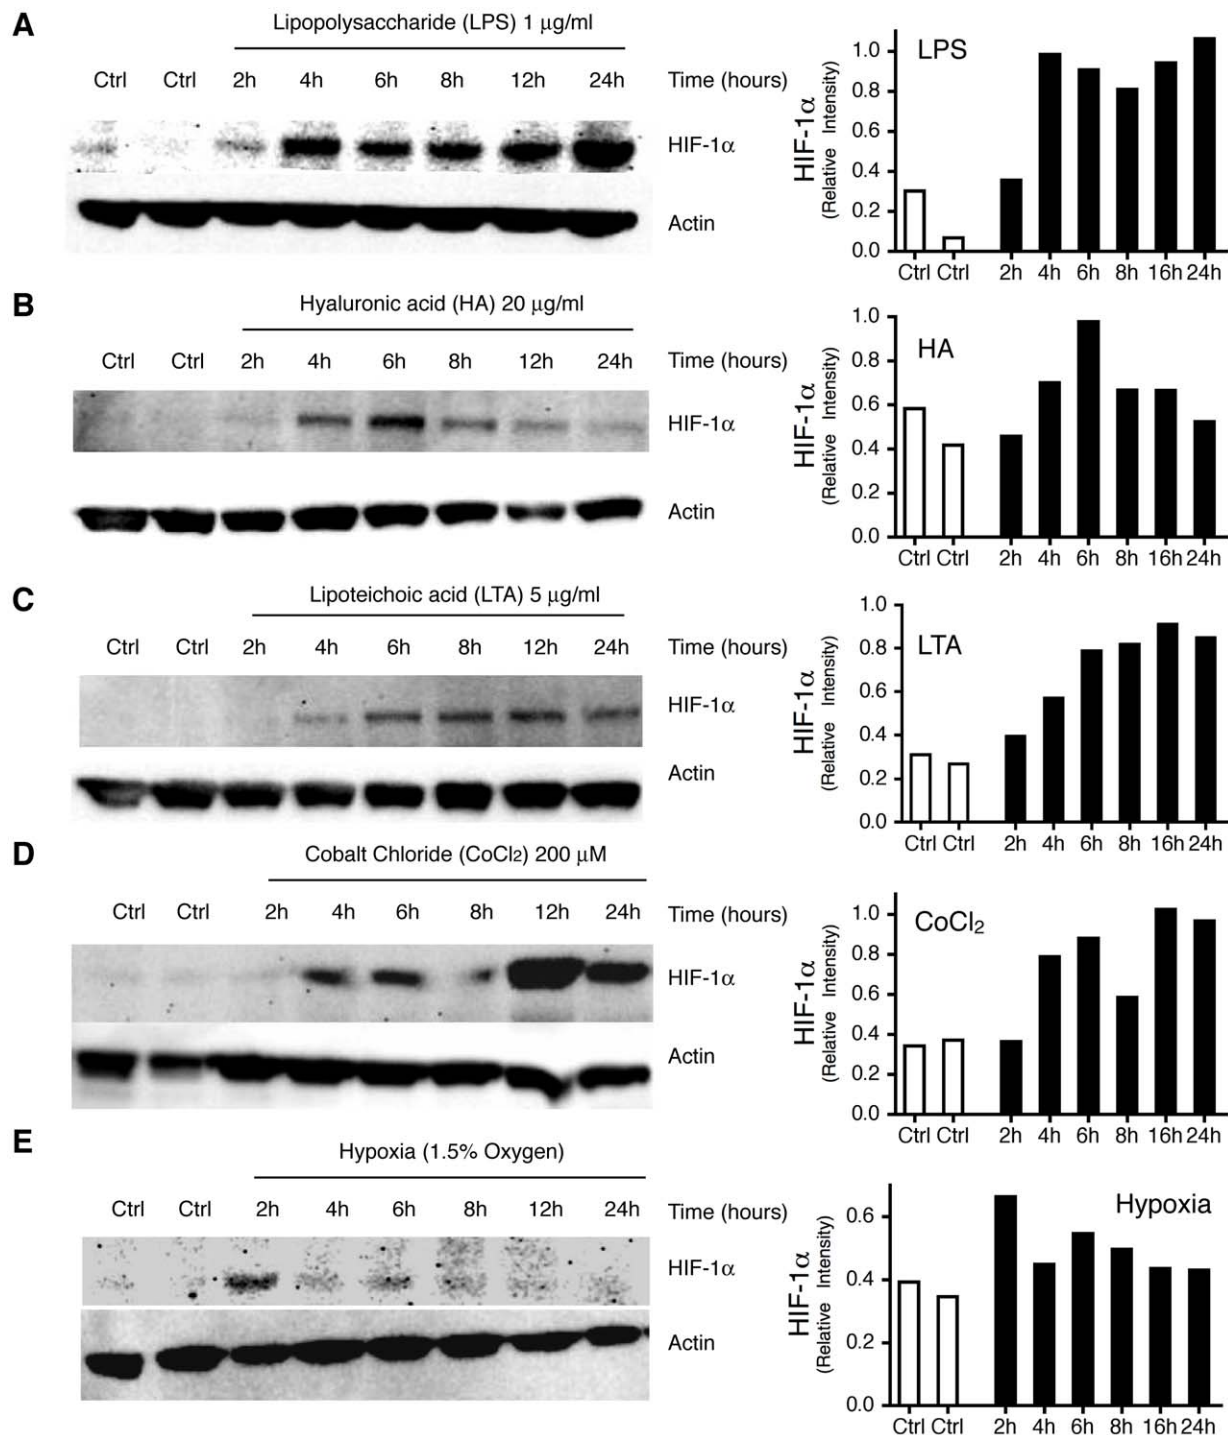 A
Lipopolysaccharide (LPS) 1 μg/ml
Ctrl Ctrl 2h 4h 6h 8h 12h 24h Time (hours)
HIF-1α
Actin
LPS
HIF-1α
(Relative Intensity)
1.0
0.8
0.6
0.4
0.2
0.0
Ctrl Ctrl 2h 4h 6h 8h 16h 24h
B
Hyaluronic acid (HA) 20 μg/ml
Ctrl Ctrl 2h 4h 6h 8h 12h 24h Time (hours)
HIF-1α
Actin
HA
HIF-1α
(Relative Intensity)
1.0
0.8
0.6
0.4
0.2
0.0
Ctrl Ctrl 2h 4h 6h 8h 16h 24h
C
Lipoteichoic acid (LTA) 5 μg/ml
Ctrl Ctrl 2h 4h 6h 8h 12h 24h Time (hours)
HIF-1α
Actin
LTA
HIF-1α
(Relative Intensity)
1.0
0.8
0.6
0.4
0.2
0.0
Ctrl Ctrl 2h 4h 6h 8h 16h 24h
D
Cobalt Chloride (CoCl₂) 200 μM
Ctrl Ctrl 2h 4h 6h 8h 12h 24h Time (hours)
HIF-1α
Actin
CoCl₂
HIF-1α
(Relative Intensity)
1.0
0.8
0.6
0.4
0.2
0.0
Ctrl Ctrl 2h 4h 6h 8h 16h 24h
E
Hypoxia (1.5% Oxygen)
Ctrl Ctrl 2h 4h 6h 8h 12h 24h Time (hours)
HIF-1α
Actin
Hypoxia
HIF-1α
(Relative Intensity)
0.6
0.4
0.2
0.0
Ctrl Ctrl 2h 4h 6h 8h 16h 24h